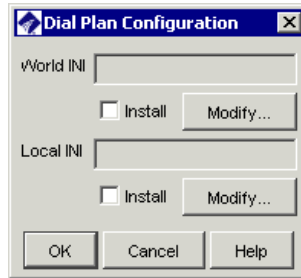 Dial Plan Configuration
World INI
Install Modify...
Local INI
Install Modify...
OK Cancel Help